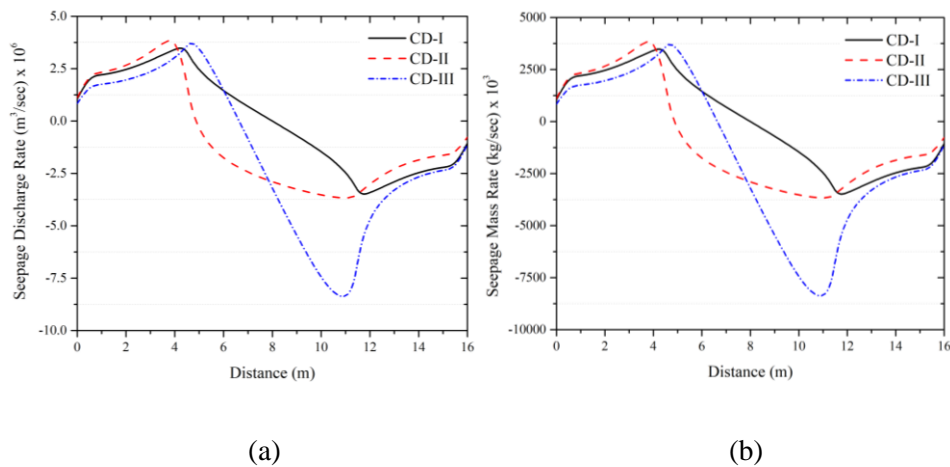 5.0
2.5
0.0
-2.5
-5.0
-7.5
-10.0
Seepage Discharge Rate (m³/sec) x 10⁶
CD-I
CD-II
CD-III
0 2 4 6 8 10 12 14 16
Distance (m)
(a)
5000
2500
0
-2500
-5000
-7500
-10000
Seepage Mass Rate (kg/sec) x 10³
CD-I
CD-II
CD-III
0 2 4 6 8 10 12 14 16
Distance (m)
(b)